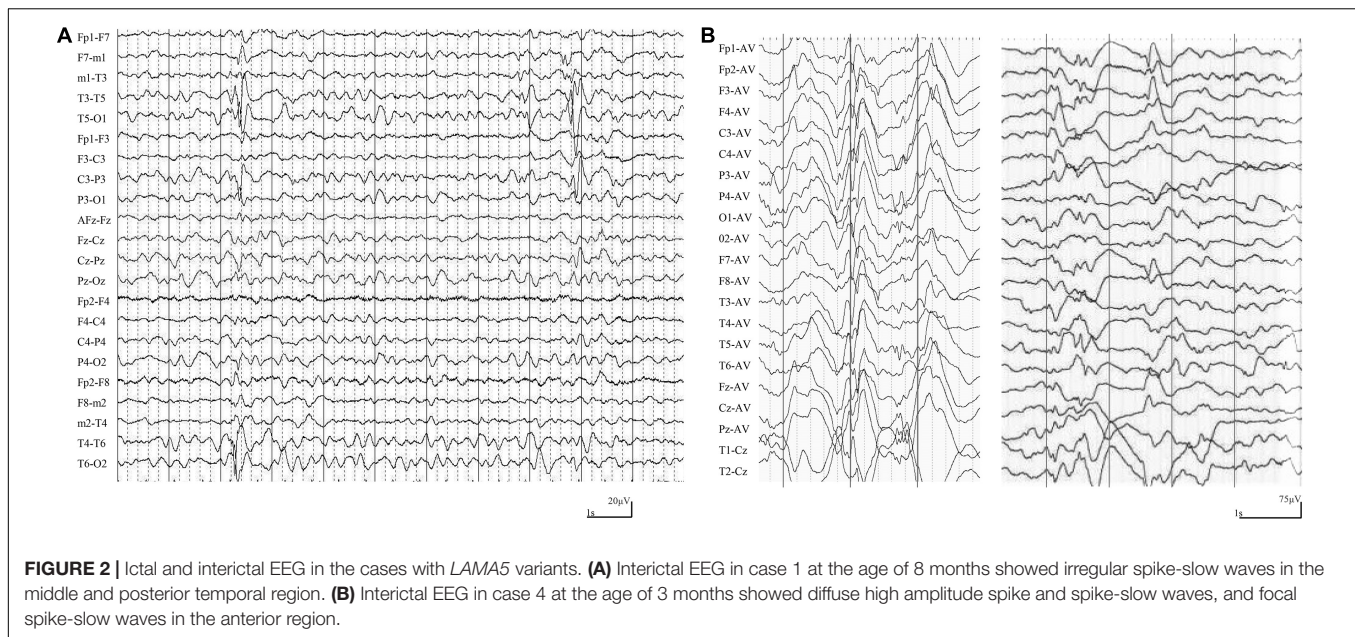 A
Fp1-F7
F7-m1
m1-T3
T3-T5
T5-O1
Fp1-F3
F3-C3
C3-P3
P3-O1
AFz-Fz
Fz-Cz
Cz-Pz
Pz-Oz
Fp2-F4
F4-C4
C4-P4
P4-O2
Fp2-F8
F8-m2
m2-T4
T4-T6
T6-O2
20μV
1s
B
Fp1-AV
Fp2-AV
F3-AV
F4-AV
C3-AV
C4-AV
P3-AV
P4-AV
O1-AV
02-AV
F7-AV
F8-AV
T3-AV
T4-AV
T5-AV
T6-AV
Fz-AV
Cz-AV
Pz-AV
T1-Cz
T2-Cz
75μV
1s
FIGURE 2 | Ictal and interictal EEG in the cases with LAMA5 variants. (A) Interictal EEG in case 1 at the age of 8 months showed irregular spike-slow waves in the
middle and posterior temporal region. (B) Interictal EEG in case 4 at the age of 3 months showed diffuse high amplitude spike and spike-slow waves, and focal
spike-slow waves in the anterior region.